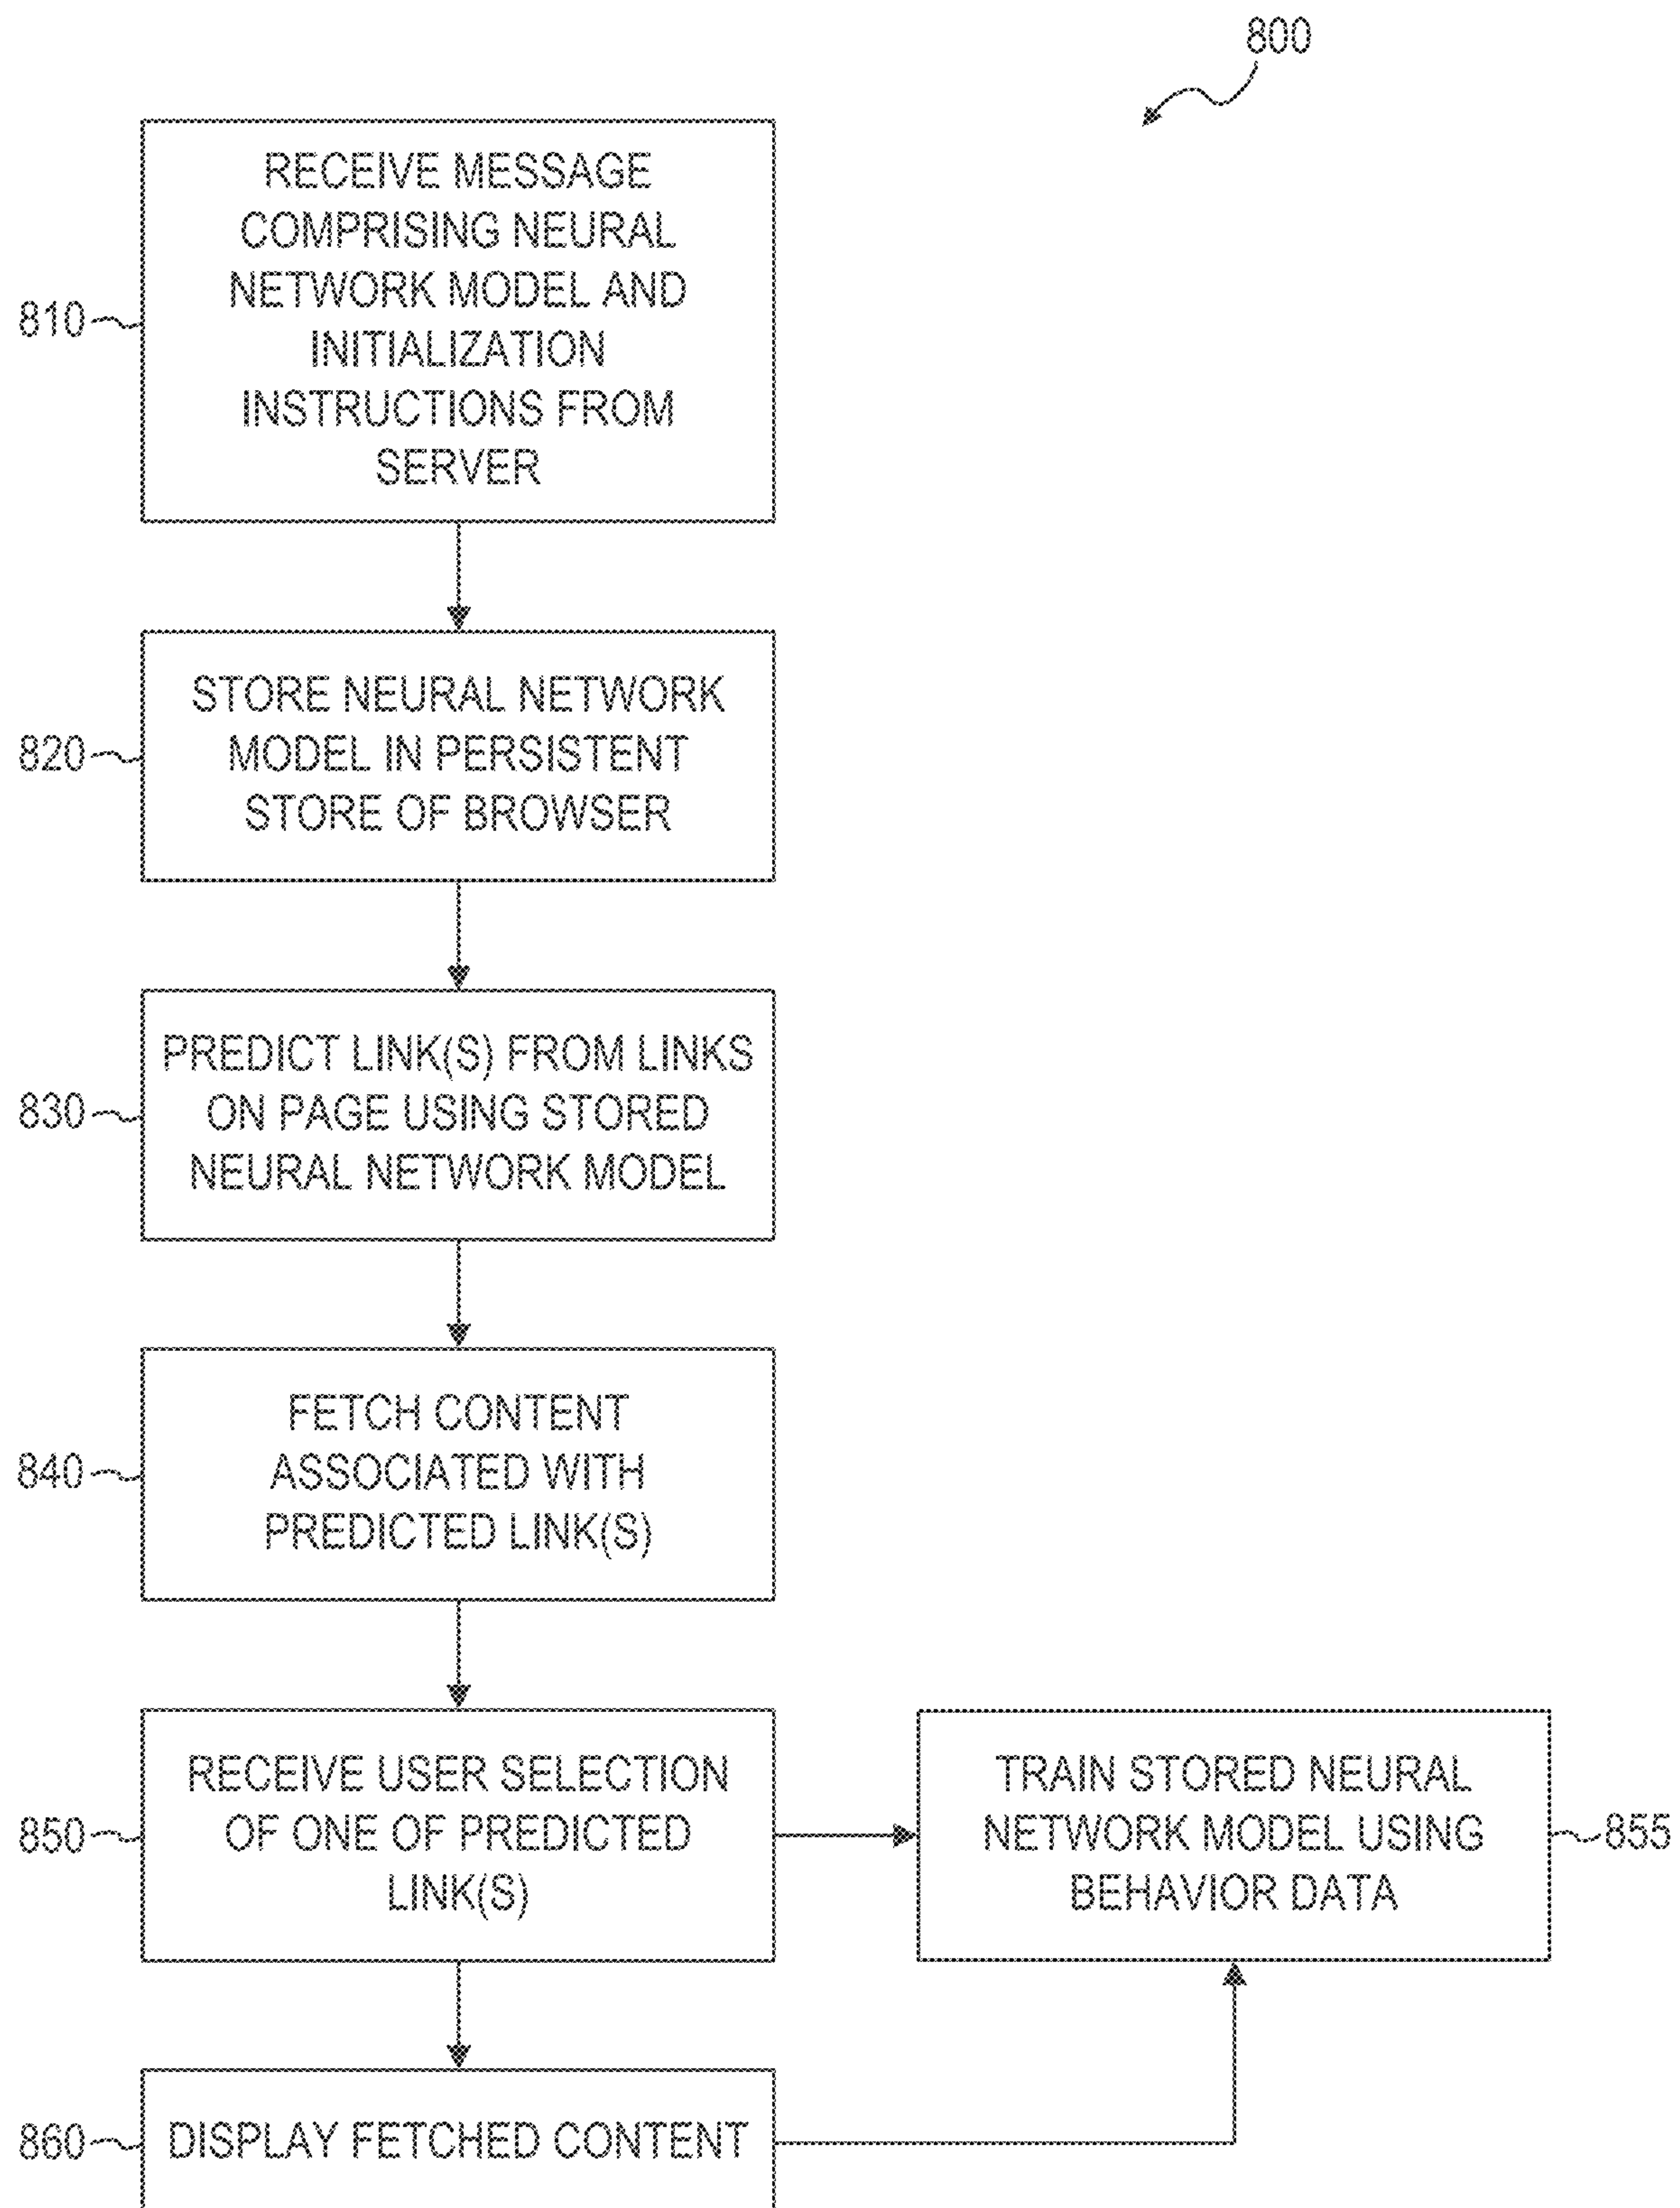 800
RECEIVE MESSAGE
COMPRISING NEURAL
NETWORK MODEL AND
INITIALIZATION
INSTRUCTIONS FROM
SERVER
810
STORE NEURAL NETWORK
MODEL IN PERSISTENT
STORE OF BROWSER
820
PREDICT LINK(S) FROM LINKS
ON PAGE USING STORED
NEURAL NETWORK MODEL
830
FETCH CONTENT
ASSOCIATED WITH
PREDICTED LINK(S)
840
RECEIVE USER SELECTION
OF ONE OF PREDICTED
LINK(S)
850
TRAIN STORED NEURAL
NETWORK MODEL USING
BEHAVIOR DATA
855
DISPLAY FETCHED CONTENT
860